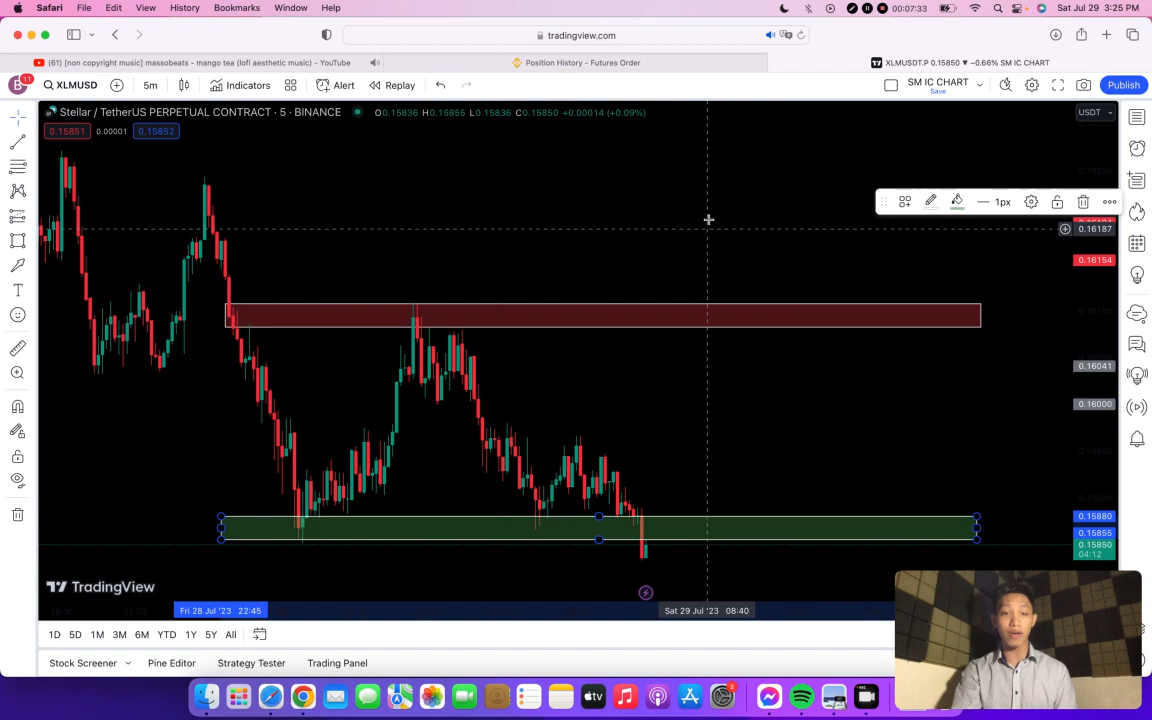 Safari File Edit View History Bookmarks Window Help 00:07:33 Sat Jul 29 3:25 PM
tradingview.com
(61) [non copyright music] massobeats - mango tea (lofi aesthetic music) - YouTube
Position History - Futures Order
XLMUSDT.P 0.15850 ▼ −0.66% SM IC CHART
B 11 XLMUSD 5m Indicators Alert Replay SM IC CHART Save Publish
Stellar / TetherUS PERPETUAL CONTRACT · 5 · BINANCE O0.15836 H0.15855 L0.15836 C0.15850 +0.00014 (+0.09%) USDT
0.15851 0.00001 0.15852
1px
0.16187
0.16154
0.16041
0.16000
0.15880
0.15855
0.15850
04:12
TradingView
Fri 28 Jul '23 22:45 Sat 29 Jul '23 08:40
1D 5D 1M 3M 6M YTD 1Y 5Y All
Stock Screener Pine Editor Strategy Tester Trading Panel
tv
2
REC